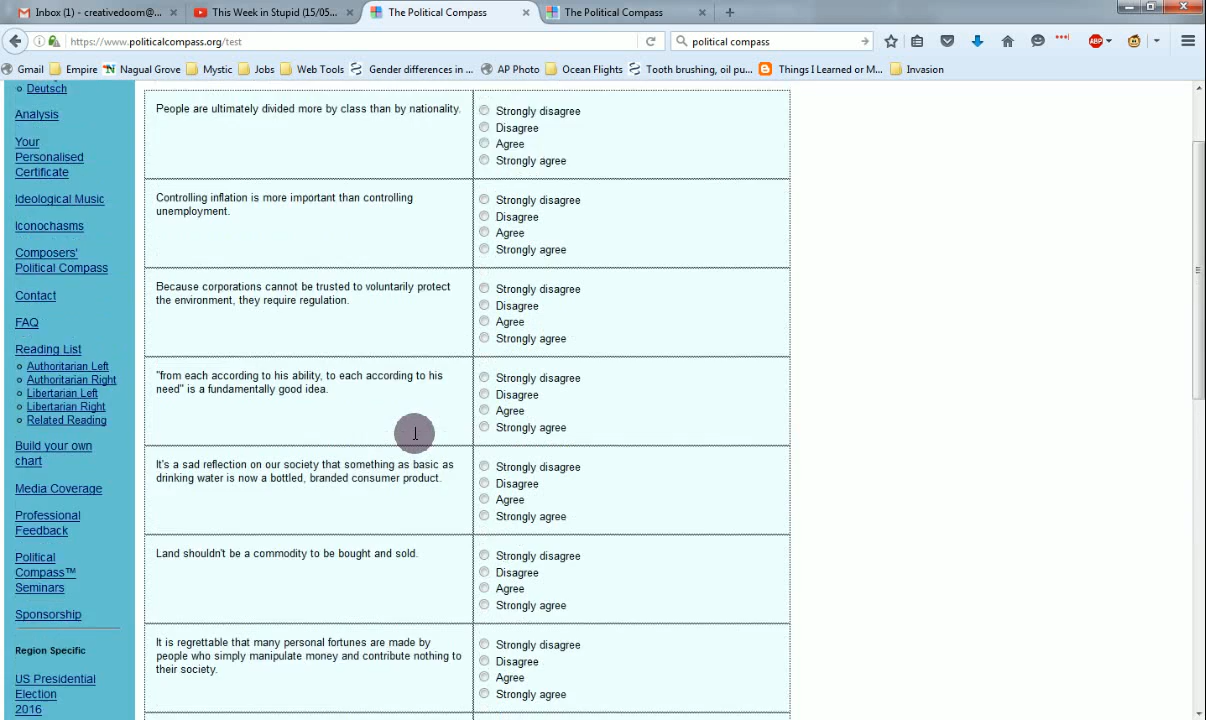 Inbox (1) - creativedoom@...
This Week in Stupid (15/05...
The Political Compass
The Political Compass
https://www.politicalcompass.org/test
political compass
ABP
Gmail
Empire
Nagual Grove
Mystic
Jobs
Web Tools
Gender differences in ...
AP Photo
Ocean Flights
Tooth brushing, oil pu...
Things I Learned or M...
Invasion
Deutsch
Analysis
Your
Personalised
Certificate
Ideological Music
Iconochasms
Composers'
Political Compass
Contact
FAQ
Reading List
Authoritarian Left
Authoritarian Right
Libertarian Left
Libertarian Right
Related Reading
Build your own
chart
Media Coverage
Professional
Feedback
Political
Compass™
Seminars
Sponsorship
Region Specific
US Presidential
Election
2016
People are ultimately divided more by class than by nationality.
Strongly disagree
Disagree
Agree
Strongly agree
Controlling inflation is more important than controlling
unemployment.
Strongly disagree
Disagree
Agree
Strongly agree
Because corporations cannot be trusted to voluntarily protect
the environment, they require regulation.
Strongly disagree
Disagree
Agree
Strongly agree
"from each according to his ability, to each according to his
need" is a fundamentally good idea.
Strongly disagree
Disagree
Agree
Strongly agree
It's a sad reflection on our society that something as basic as
drinking water is now a bottled, branded consumer product.
Strongly disagree
Disagree
Agree
Strongly agree
Land shouldn't be a commodity to be bought and sold.
Strongly disagree
Disagree
Agree
Strongly agree
It is regrettable that many personal fortunes are made by
people who simply manipulate money and contribute nothing to
their society.
Strongly disagree
Disagree
Agree
Strongly agree